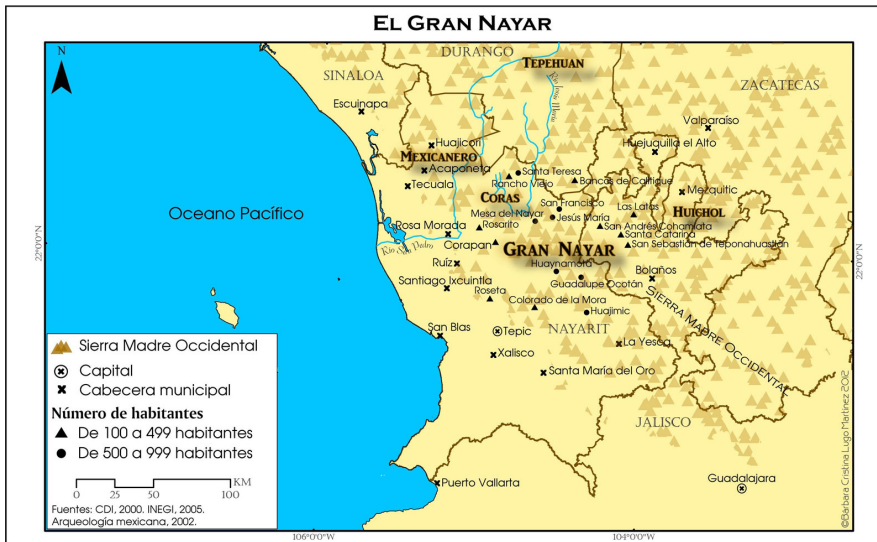 EL GRAN NAYAR
N
DURANGO
TEPEHUAN
SINALOA
ZACATECAS
Río Jesús María
Escuinapa
Valparaíso
Huajicori
Huejuquilla el Alto
MEXICANERO
Acaponeta
Santa Teresa
Rancho Viejo
Bancos de Calitique
Tecuala
Mezquitic
CORAS
San Francisco
Las Latas
HUICHOL
Oceano Pacífico
Mesa del Nayar
Jesús María
Rosa Morada
Rosarito
San Andrés Cohamiata
Santa Catarina
22°0'0"N
Río San Pedro
Corapan
GRAN NAYAR
San Sebastián de Teponahuastlán
Ruíz
Huaynamota
22°0'0"N
Santiago Ixcuintla
Guadalupe Ocotán
Bolaños
Roseta
Colorado de la Mora
Huajimic
SIERRA MADRE OCCIDENTAL
San Blas
Tepic
NAYARIT
La Yesca
Xalisco
Santa María del Oro
JALISCO
Guadalajara
Puerto Vallarta
Sierra Madre Occidental
Capital
Cabecera municipal
Número de habitantes
De 100 a 499 habitantes
De 500 a 999 habitantes
KM
0 25 50 100
Fuentes: CDI, 2000. INEGI, 2005.
Arqueología mexicana, 2002.
106°0'0"W
104°0'0"W
©Bárbara Cristina Lugo Martínez 2012